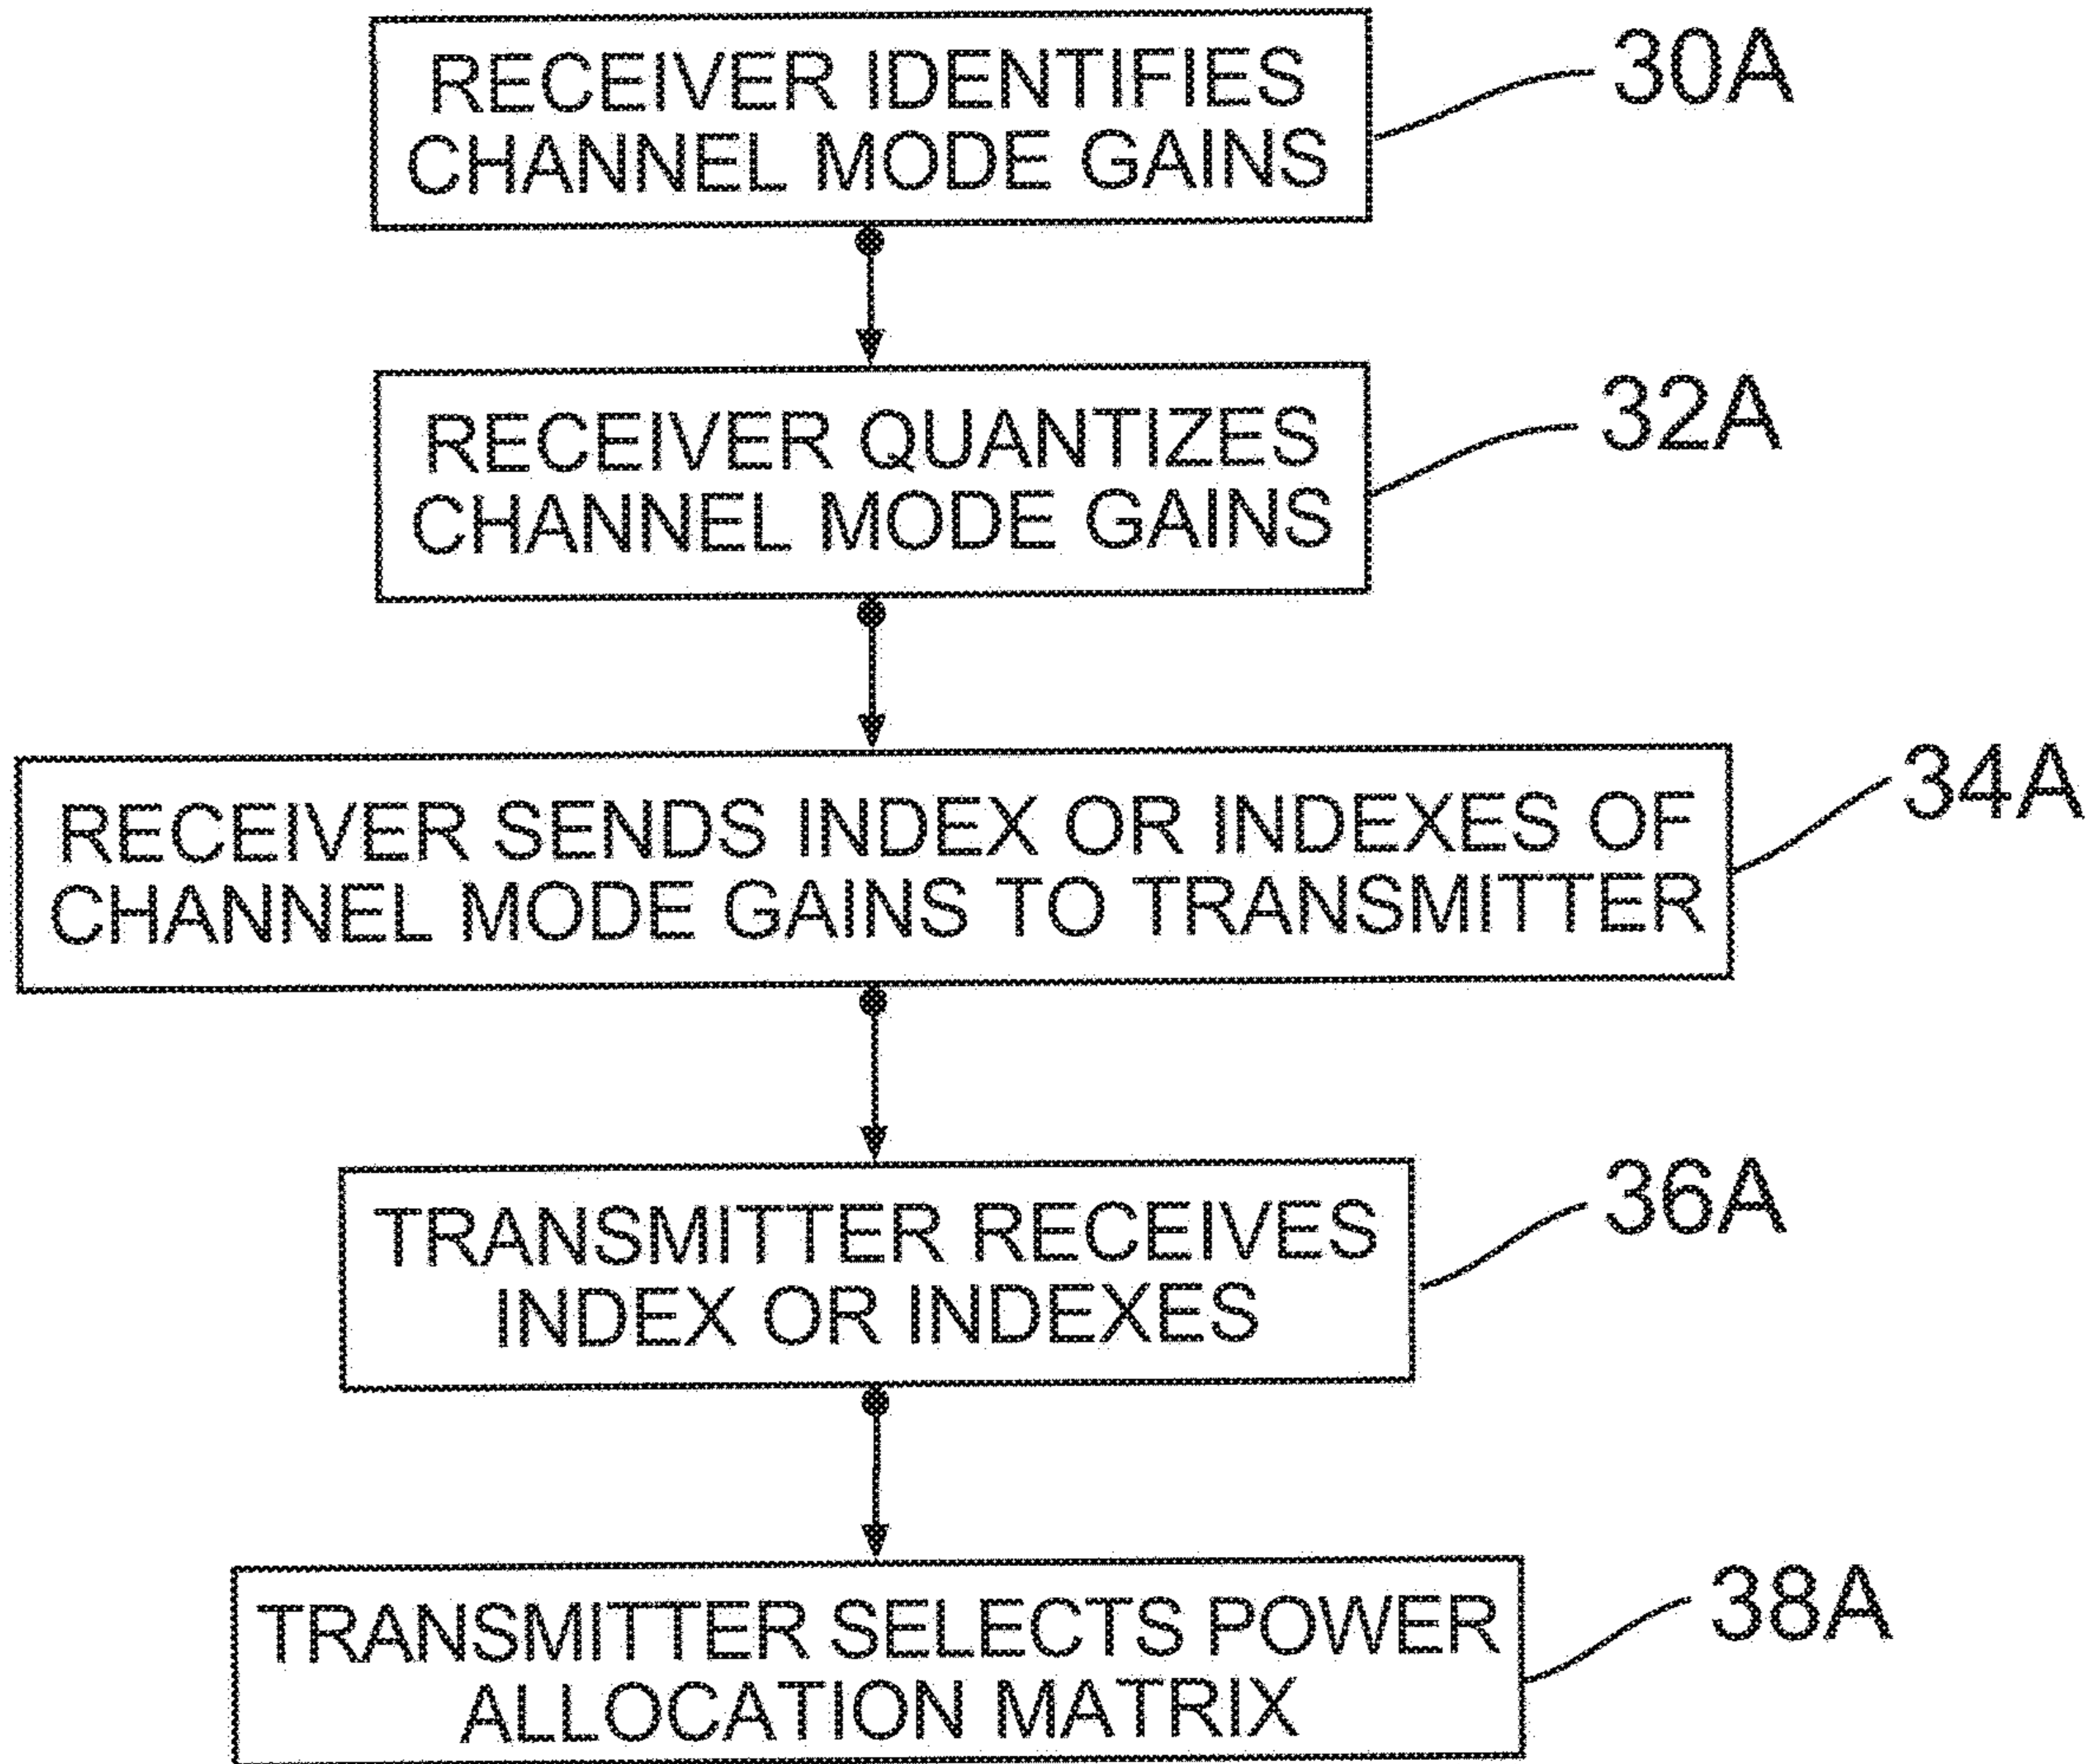 RECEIVER IDENTIFIES
CHANNEL MODE GAINS
30A
RECEIVER QUANTIZES
CHANNEL MODE GAINS
32A
RECEIVER SENDS INDEX OR INDEXES OF
CHANNEL MODE GAINS TO TRANSMITTER
34A
TRANSMITTER RECEIVES
INDEX OR INDEXES
36A
TRANSMITTER SELECTS POWER
ALLOCATION MATRIX
38A